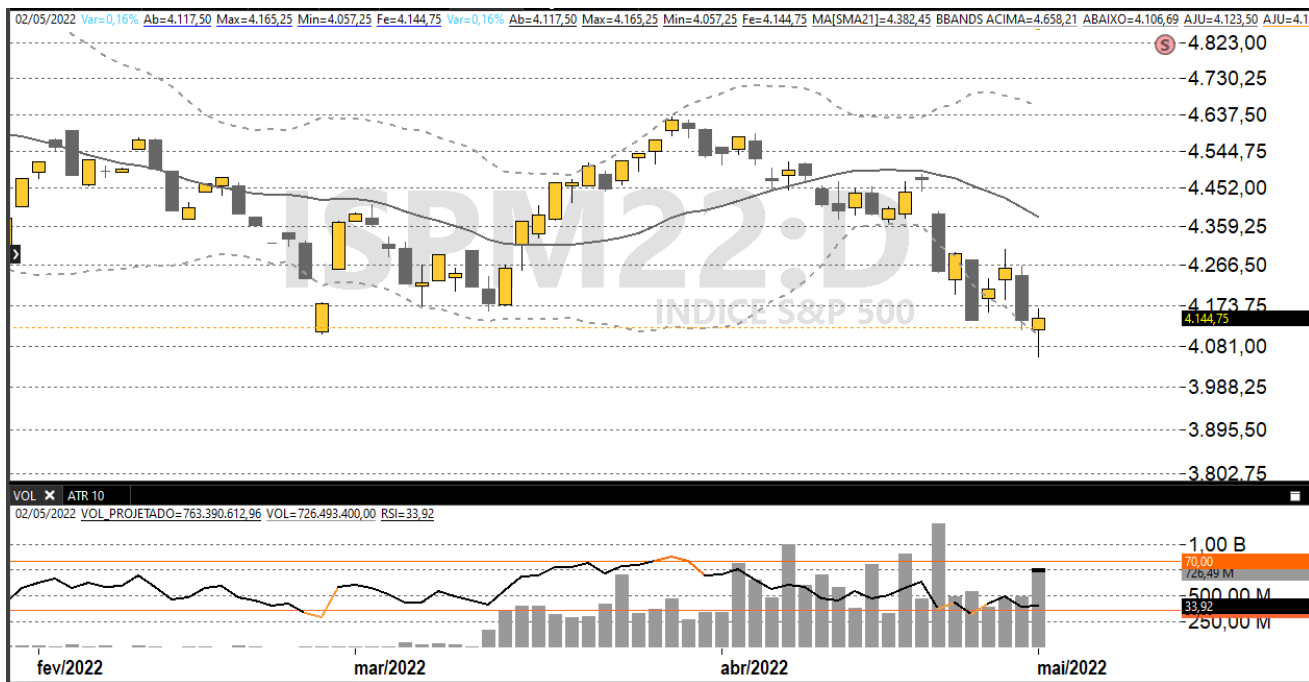 02/05/2022 Var=0,16% Ab=4.117,50 Max=4.165,25 Min=4.057,25 Fe=4.144,75 Var=0,16% Ab=4.117,50 Max=4.165,25 Min=4.057,25 Fe=4.144,75 MA[SMA21]=4.382,45 BBANDS ACIMA=4.658,21 ABAIXO=4.106,69 AJU=4.123,50 AJU=4.1
S
4.823,00
4.730,25
4.637,50
4.544,75
4.452,00
4.359,25
4.266,50
4.173,75
4.144,75
4.081,00
3.988,25
3.895,50
3.802,75
ISPM22:D
INDICE S&P 500
VOL ATR 10
02/05/2022 VOL_PROJETADO=763.390.612,96 VOL=726.493.400,00 RSI=33,92
1,00 B
70,00
726,49 M
500,00 M
33,92
250,00 M
fev/2022 mar/2022 abr/2022 mai/2022